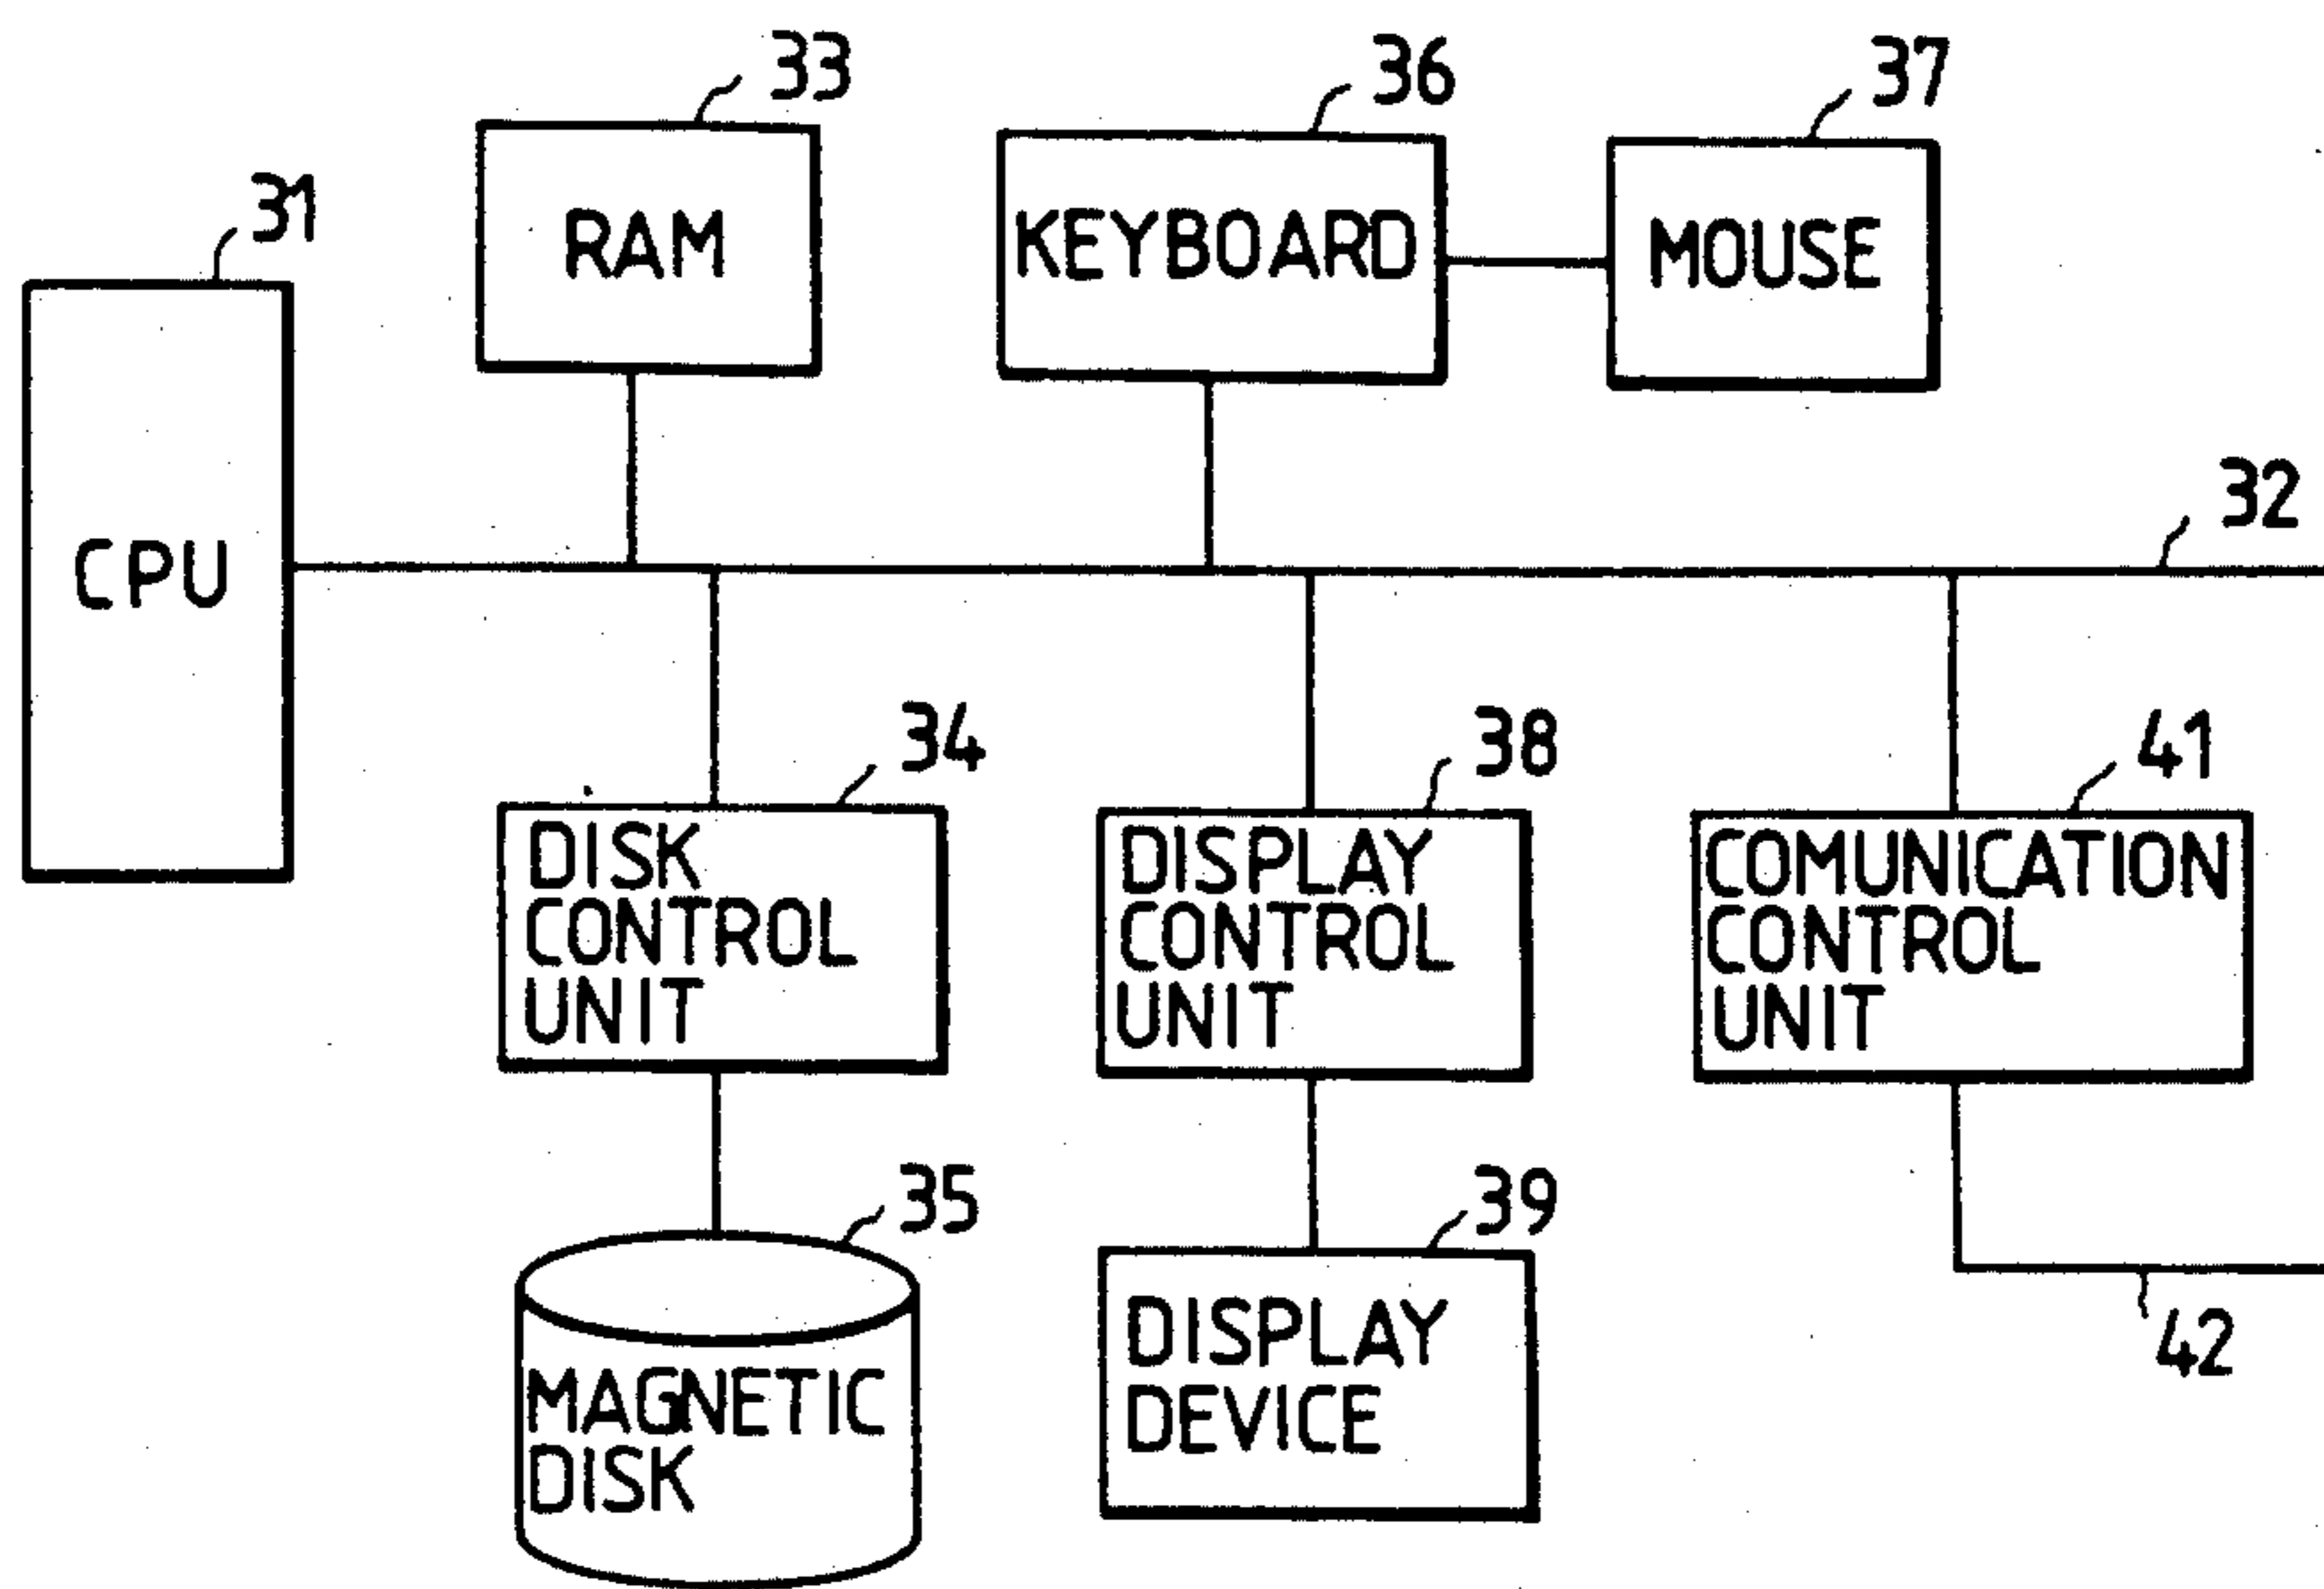 33
36
37
31
RAM
KEYBOARD
MOUSE
32
CPU
34
38
41
DISK
CONTROL
UNIT
DISPLAY
CONTROL
UNIT
COMUNICATION
CONTROL
UNIT
35
39
42
MAGNETIC
DISK
DISPLAY
DEVICE